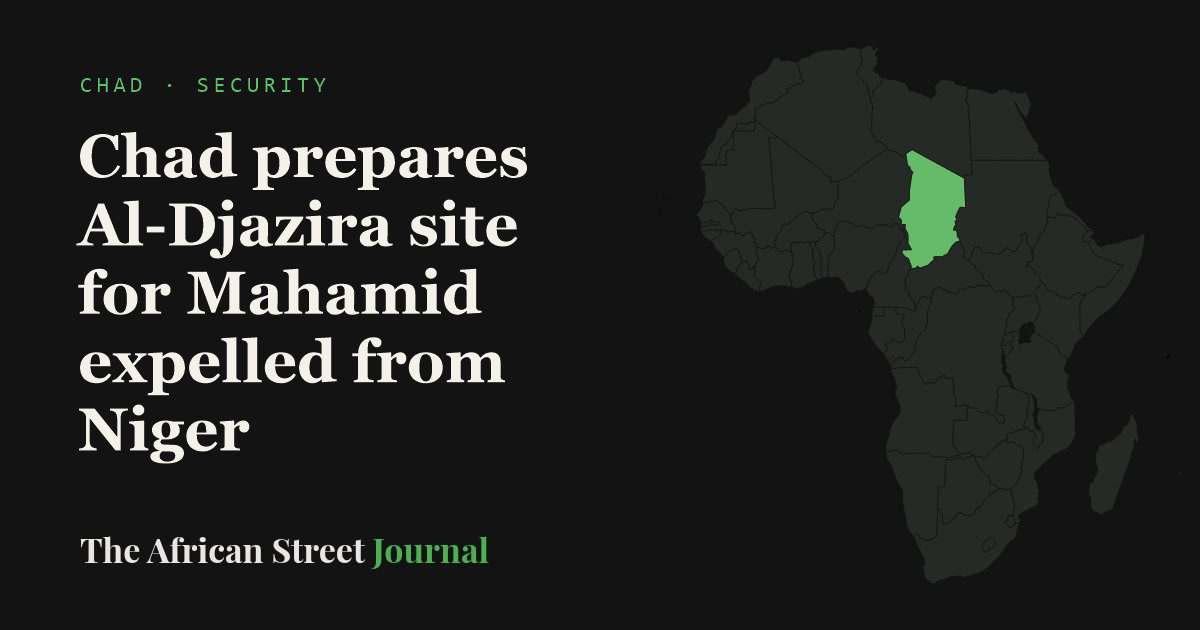 CHAD · SECURITY
Chad prepares
Al-Djazira site
for Mahamid
expelled from
Niger
The African Street Journal